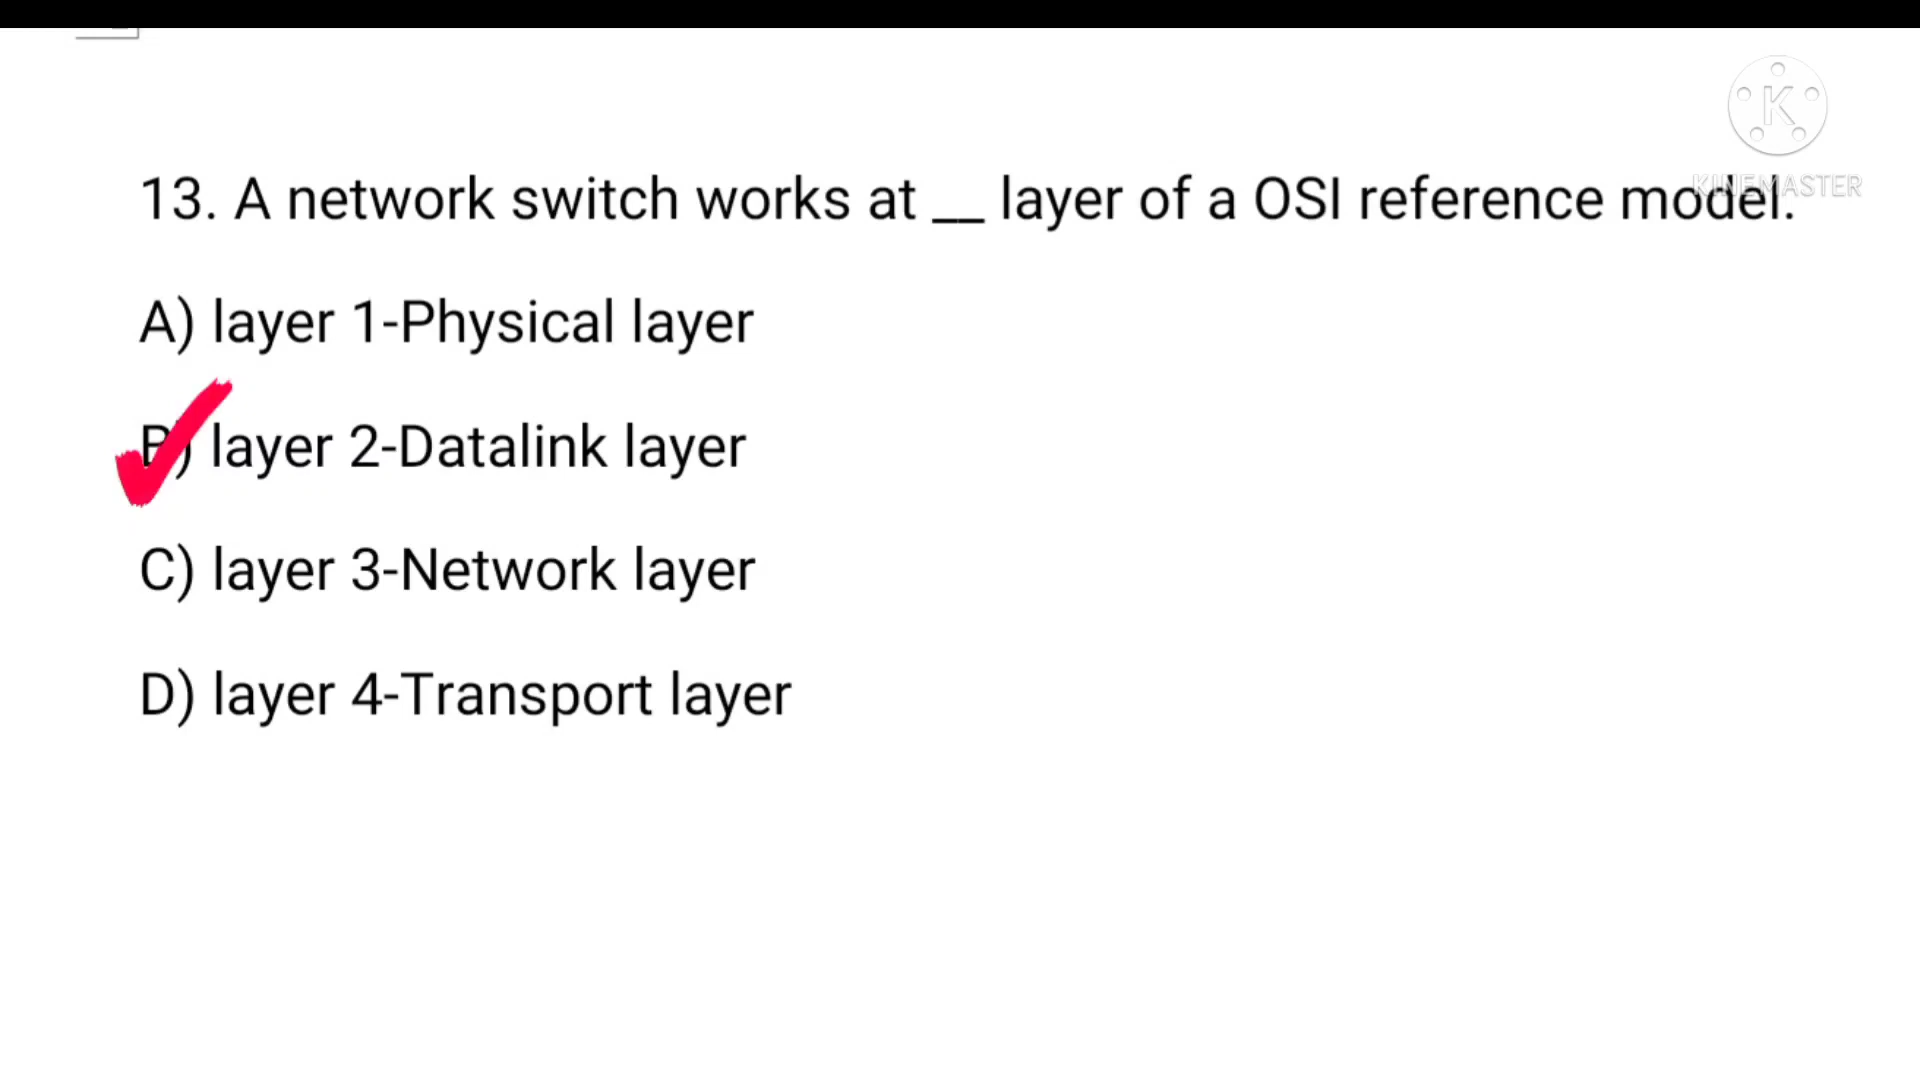 13. A network switch works at __ layer of a OSI reference model.
K
KINEMASTER
A) layer 1-Physical layer
B) layer 2-Datalink layer
C) layer 3-Network layer
D) layer 4-Transport layer